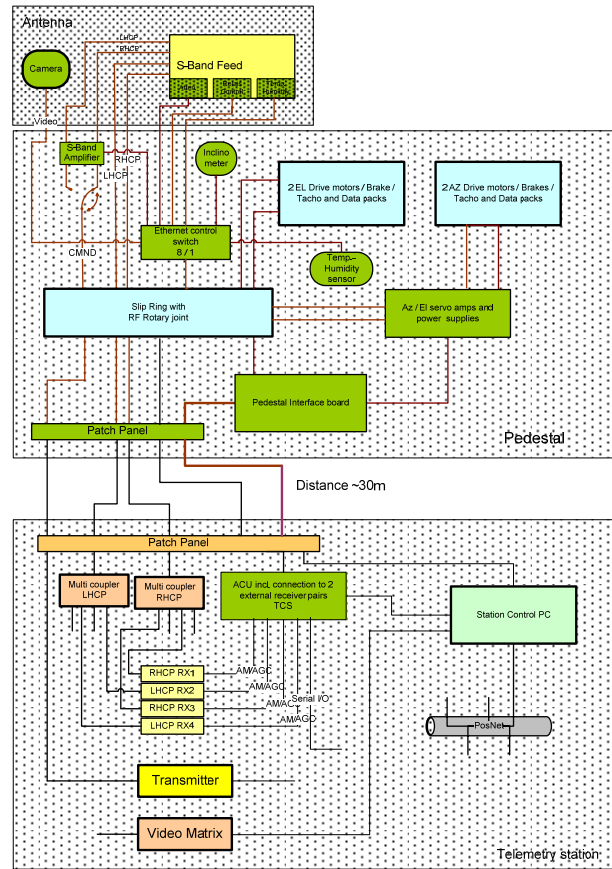 Antenna
LHCP
RHCP
S-Band Feed
Camera
Video
S-Band
Amplifier
RHCP
LHCP
Inclino
meter
2 EL Drive motors / Brake /
Tacho and Data packs
2 AZ Drive motors / Brakes /
Tacho and Data packs
Ethernet control
switch
8 / 1
CMND
Temp.-
Humidity
sensor
Slip Ring with
RF Rotary joint
Az / El servo amps and
power supplies
Pedestal Interface board
Patch Panel
Pedestal
Distance ~30m
Patch Panel
Multi coupler
LHCP
Multi coupler
RHCP
ACU incl. connection to 2
external receiver pairs
TCS
Station Control PC
RHCP RX1
AM/AGC
LHCP RX2
AM/AGC
Serial I/O
RHCP RX3
AM/AGC
LHCP RX4
AM/AGC
PosNet
Transmitter
Video Matrix
Telemetry station